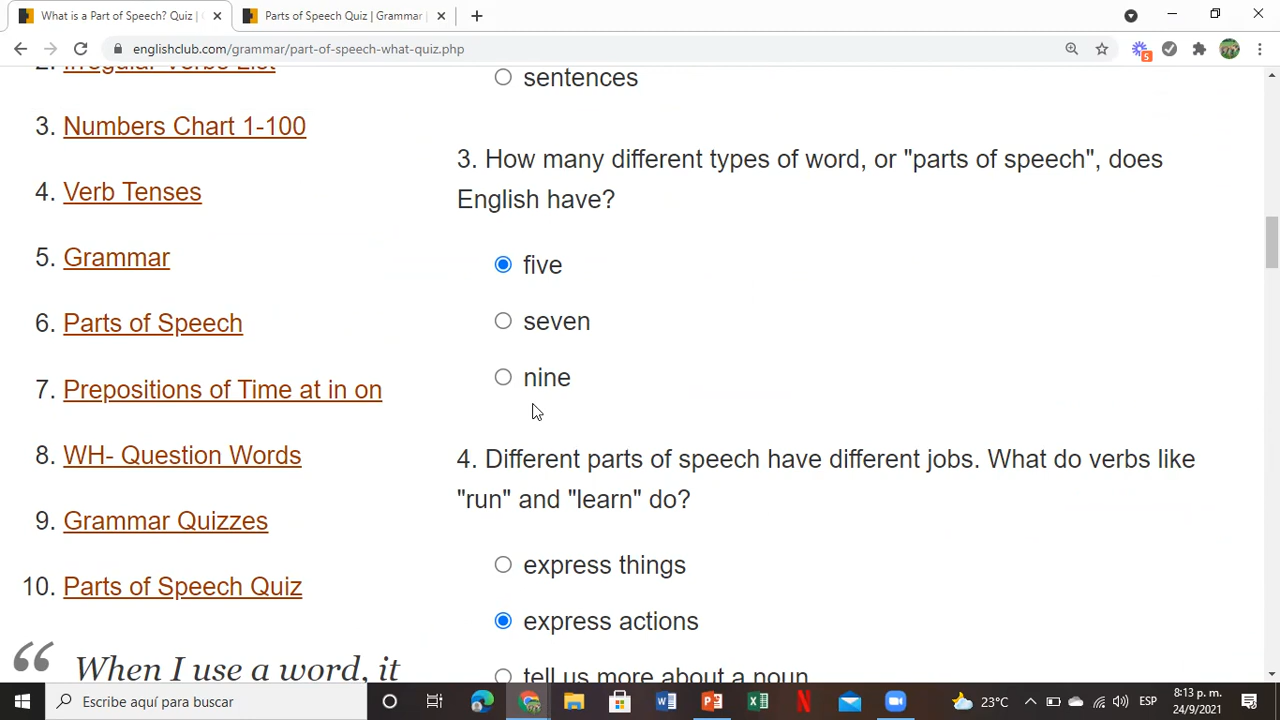 What is a Part of Speech? Quiz |
Parts of Speech Quiz | Grammar
englishclub.com/grammar/part-of-speech-what-quiz.php
5
2. Irregular Verbs List
3. Numbers Chart 1-100
4. Verb Tenses
5. Grammar
6. Parts of Speech
7. Prepositions of Time at in on
8. WH- Question Words
9. Grammar Quizzes
10. Parts of Speech Quiz
When I use a word, it
sentences
3. How many different types of word, or "parts of speech", does
English have?
five
seven
nine
4. Different parts of speech have different jobs. What do verbs like
"run" and "learn" do?
express things
express actions
tell us more about a noun
Escribe aquí para buscar
23°C
ESP
8:13 p. m.
24/9/2021